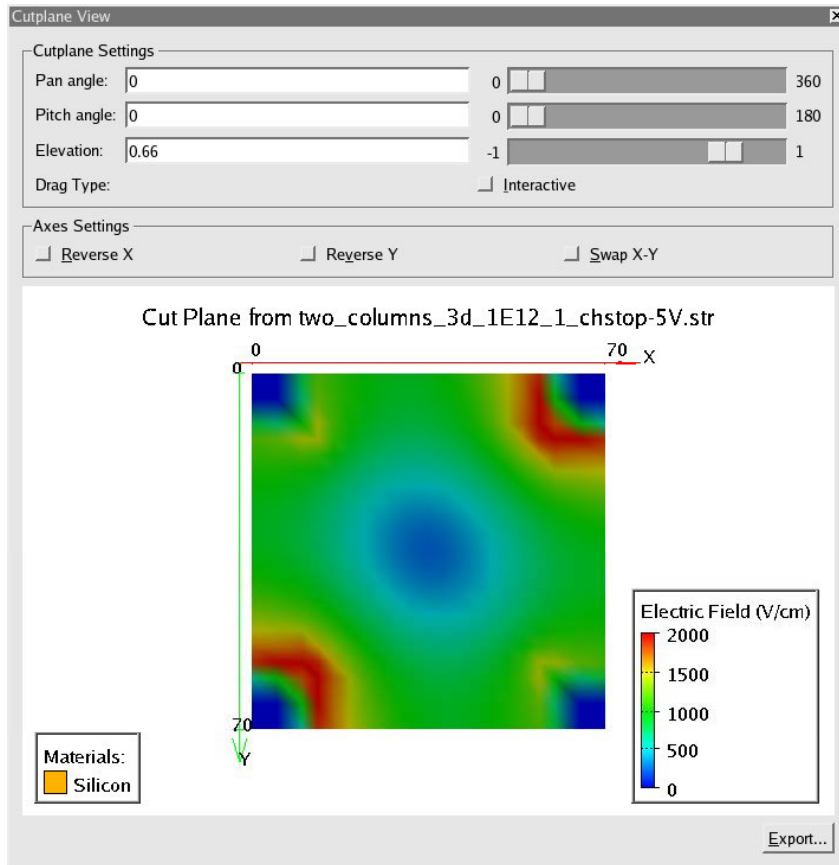 Cutplane View
Cutplane Settings
Pan angle: 0 0 360
Pitch angle: 0 0 180
Elevation: 0.66 -1 1
Drag Type: Interactive
Axes Settings
Reverse X Reverse Y Swap X-Y
Cut Plane from two_columns_3d_1E12_1_chstop-5V.str
0 70 X
0
Electric Field (V/cm)
2000
1500
1000
500
0
70
Y
Materials:
Silicon
Export...